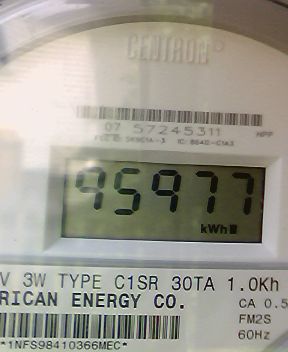 CENTRON
07 57245311
HPP
95977
kWh
V 3W TYPE C1SR 30TA 1.0Kh
RICAN ENERGY CO.
CA 0.5
FM2S
60Hz
*1NFS98410366MEC*